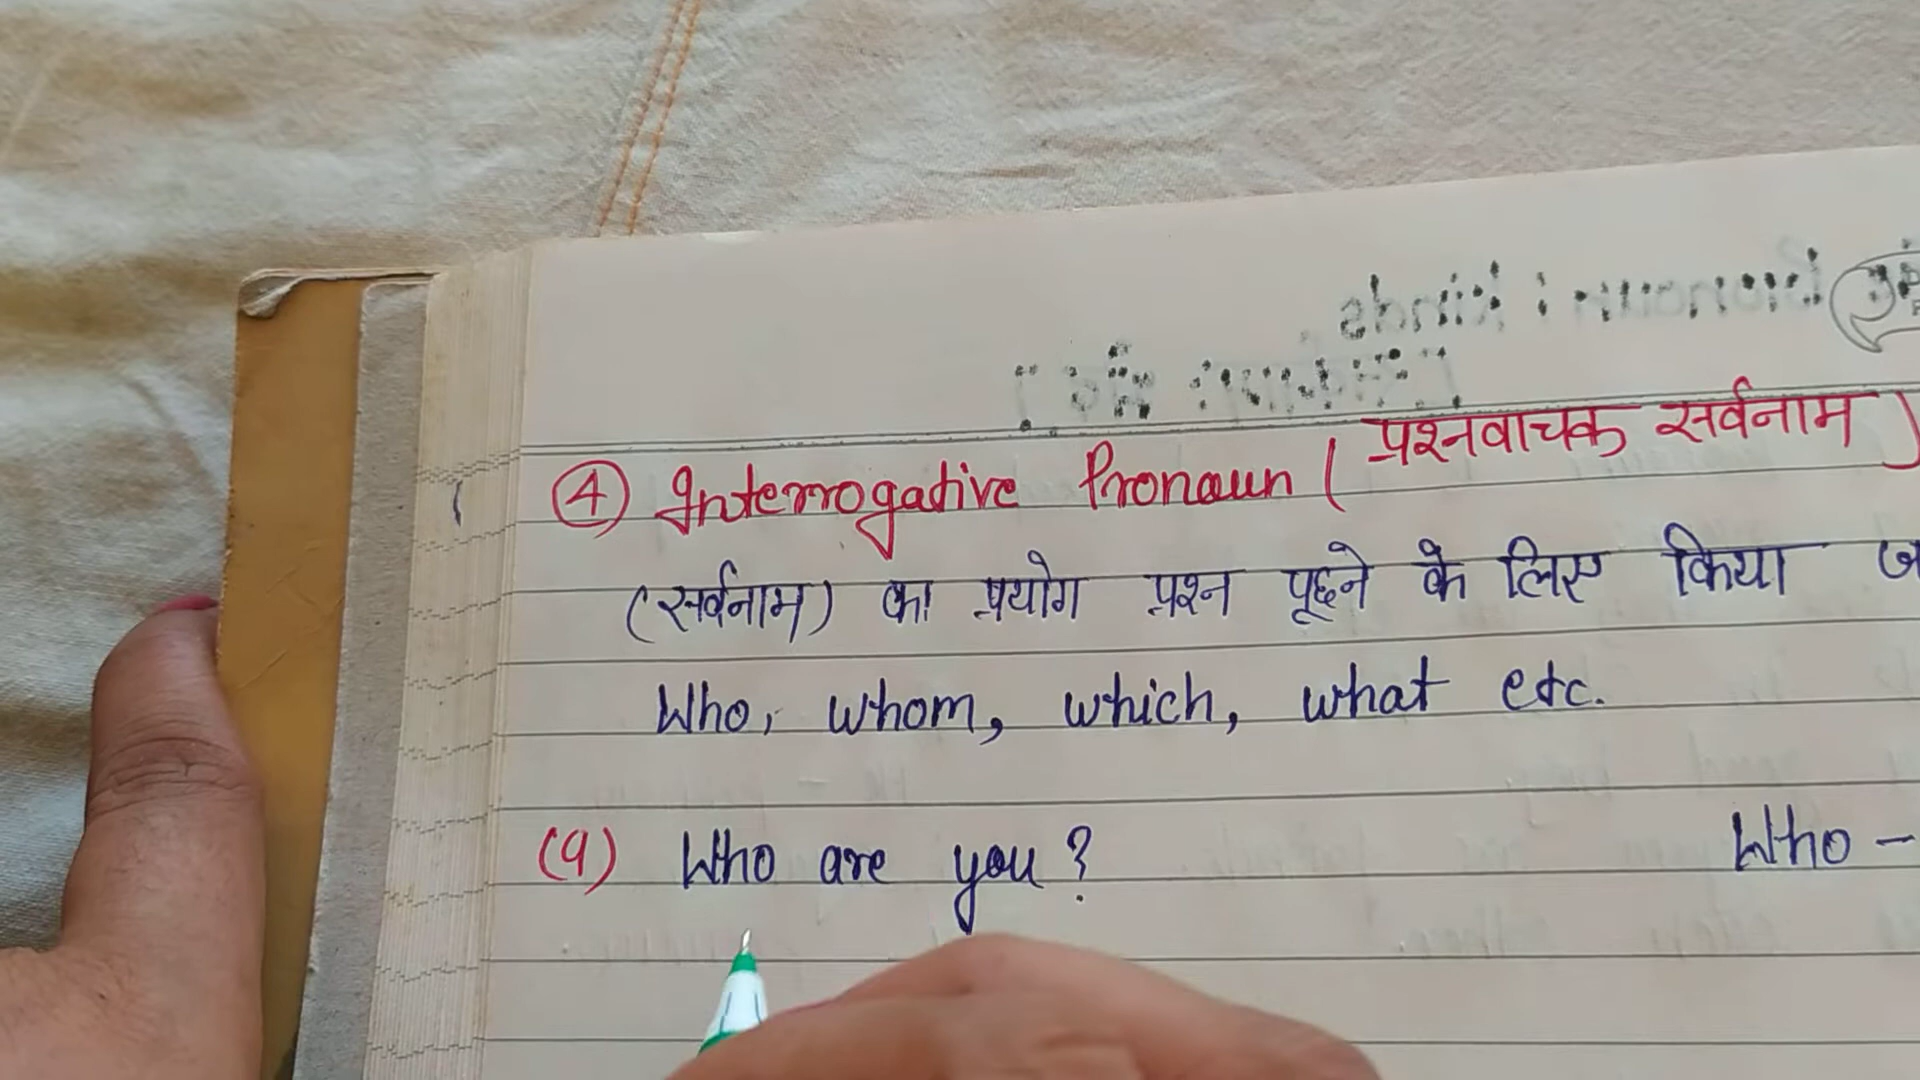 ④ Interrogative Pronoun ( प्रश्नवाचक सर्वनाम )
(सर्वनाम) का प्रयोग प्रश्न पूछने के लिए किया
Who, whom, which, what etc.
(a) Who are you? Who –